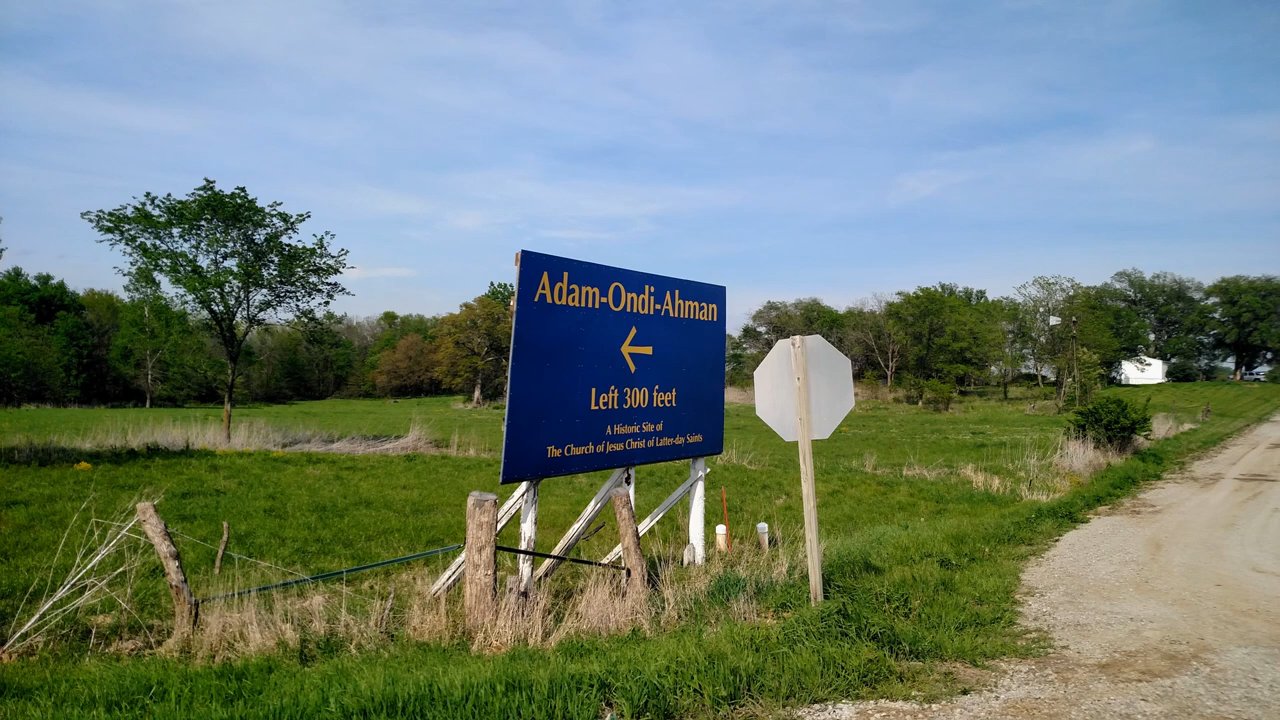 Adam-Ondi-Ahman
Left 300 feet
A Historic Site of
The Church of Jesus Christ of Latter-day Saints